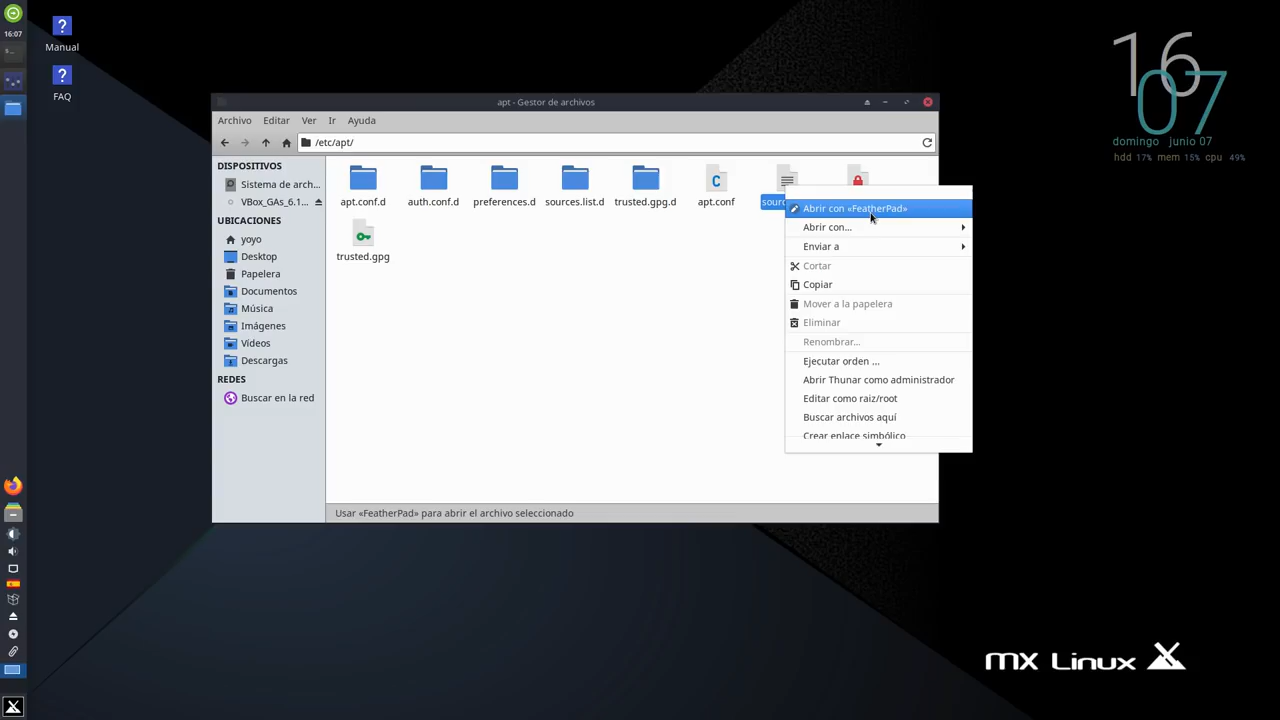 16:07
Manual
FAQ
16
07
domingo junio 07
hdd 17% mem 15% cpu 49%
apt - Gestor de archivos
Archivo Editar Ver Ir Ayuda
/etc/apt/
DISPOSITIVOS
Sistema de arch...
VBox_GAs_6.1...
UBICACIONES
yoyo
Desktop
Papelera
Documentos
Música
Imágenes
Vídeos
Descargas
REDES
Buscar en la red
apt.conf.d auth.conf.d preferences.d sources.list.d trusted.gpg.d apt.conf
trusted.gpg
Abrir con «FeatherPad»
Abrir con...
Enviar a
Cortar
Copiar
Mover a la papelera
Eliminar
Renombrar...
Ejecutar orden ...
Abrir Thunar como administrador
Editar como raiz/root
Buscar archivos aquí
Crear enlace simbólico
Usar «FeatherPad» para abrir el archivo seleccionado
MX Linux